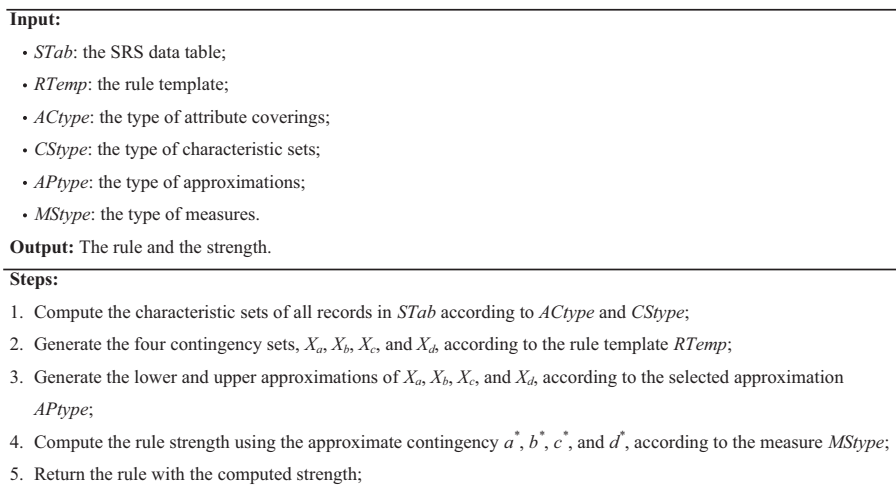 Input:
• STab: the SRS data table;
• RTemp: the rule template;
• ACtype: the type of attribute coverings;
• CStype: the type of characteristic sets;
• APtype: the type of approximations;
• MStype: the type of measures.
Output: The rule and the strength.
Steps:
1. Compute the characteristic sets of all records in STab according to ACtype and CStype;
2. Generate the four contingency sets, Xa, Xb, Xc, and Xd, according to the rule template RTemp;
3. Generate the lower and upper approximations of Xa, Xb, Xc, and Xd, according to the selected approximation
APtype;
4. Compute the rule strength using the approximate contingency a*, b*, c*, and d*, according to the measure MStype;
5. Return the rule with the computed strength;